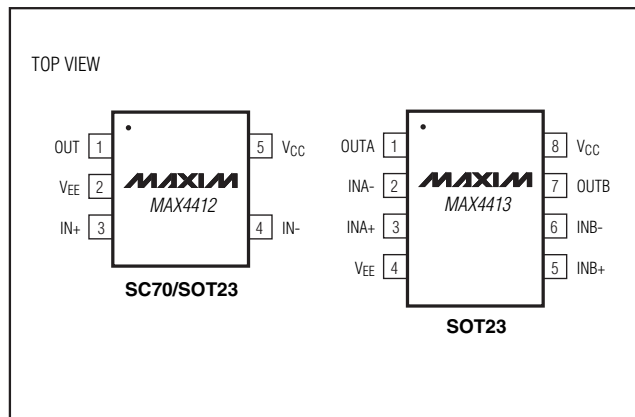 TOP VIEW
OUT 1
VEE 2
IN+ 3
5 VCC
4 IN-
MAXIM
MAX4412
SC70/SOT23
OUTA 1
INA- 2
INA+ 3
VEE 4
8 VCC
7 OUTB
6 INB-
5 INB+
MAXIM
MAX4413
SOT23